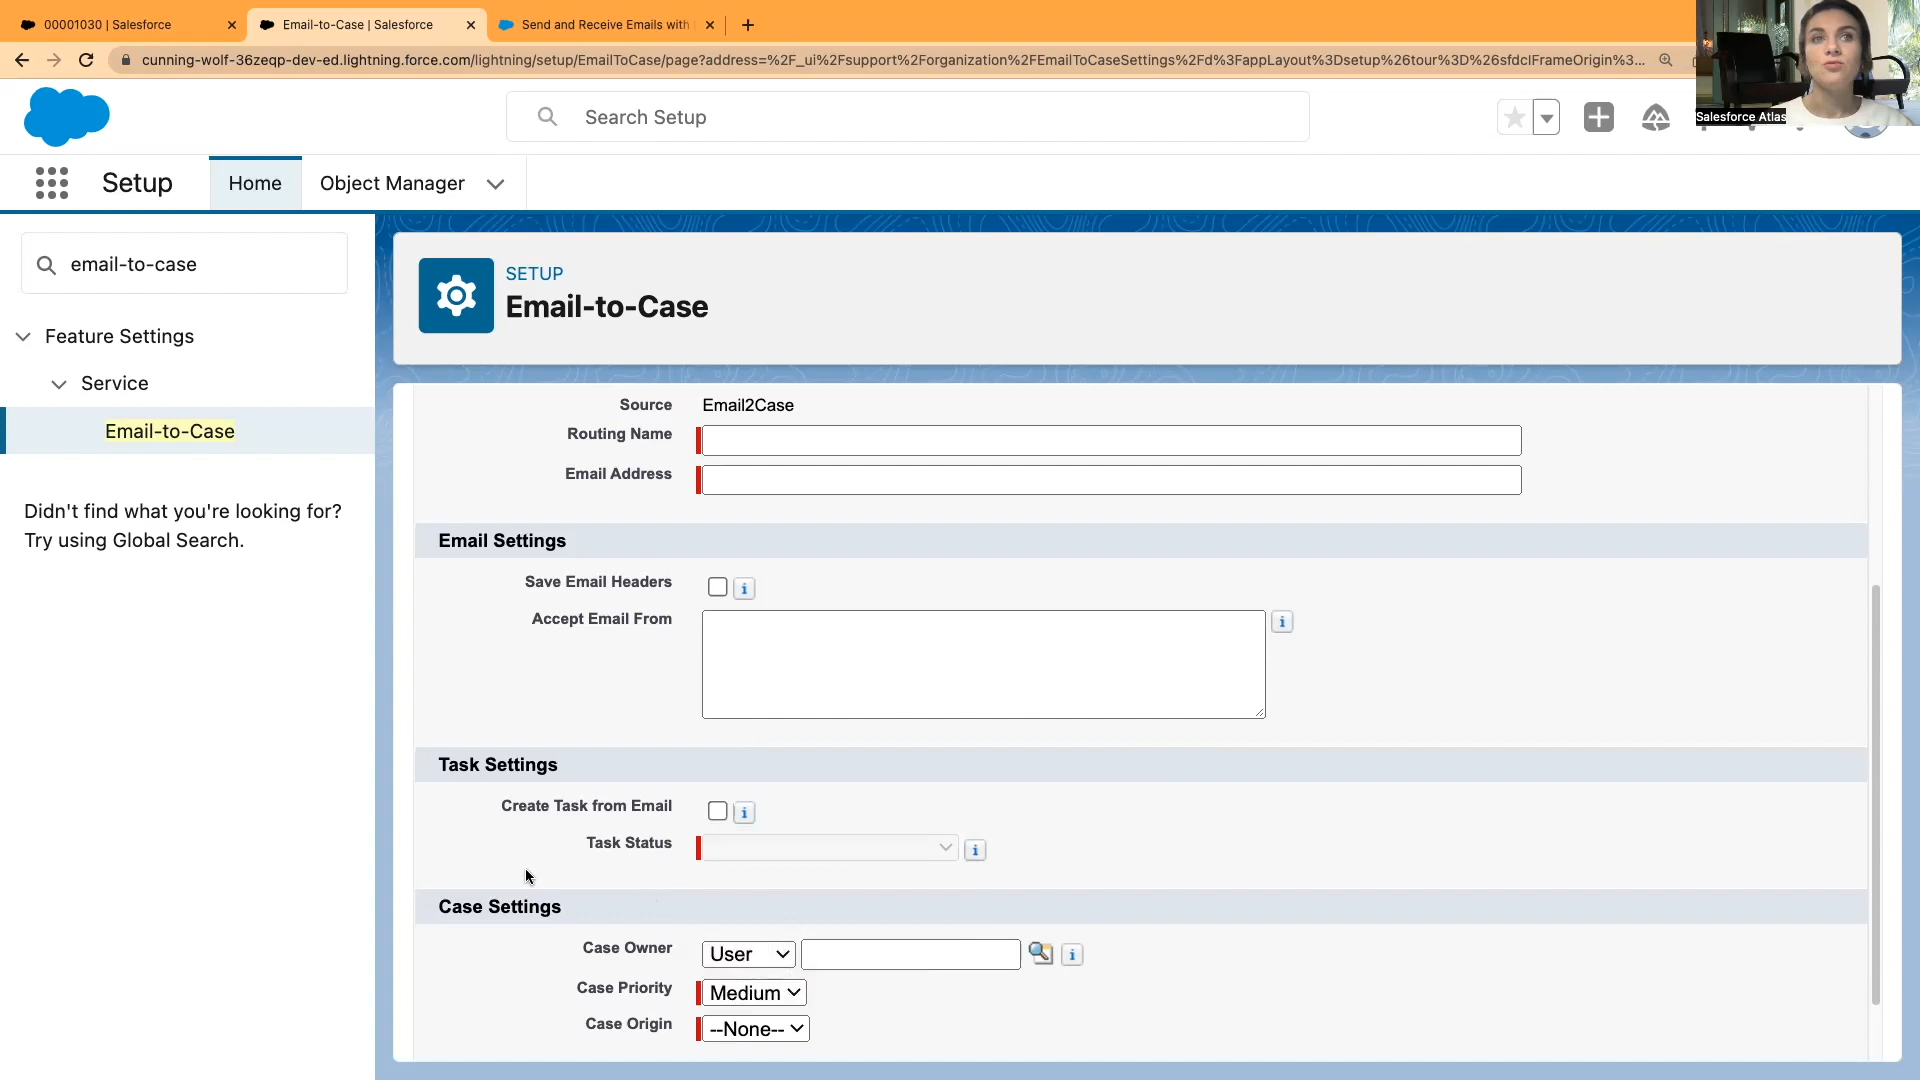 00001030 | Salesforce
Email-to-Case | Salesforce
Send and Receive Emails with
cunning-wolf-36zeqp-dev-ed.lightning.force.com/lightning/setup/EmailToCase/page?address=%2F_ui%2Fsupport%2Forganization%2FEmailToCaseSettings%2Fd%3FappLayout%3Dsetup%26tour%3D%26sfdcIFrameOrigin%3...
Salesforce Atlas
Search Setup
Setup
Home
Object Manager
email-to-case
Feature Settings
Service
Email-to-Case
Didn't find what you're looking for?
Try using Global Search.
SETUP
Email-to-Case
Source Email2Case
Routing Name
Email Address
Email Settings
Save Email Headers
Accept Email From
Task Settings
Create Task from Email
Task Status
Case Settings
Case Owner User
Case Priority Medium
Case Origin --None--